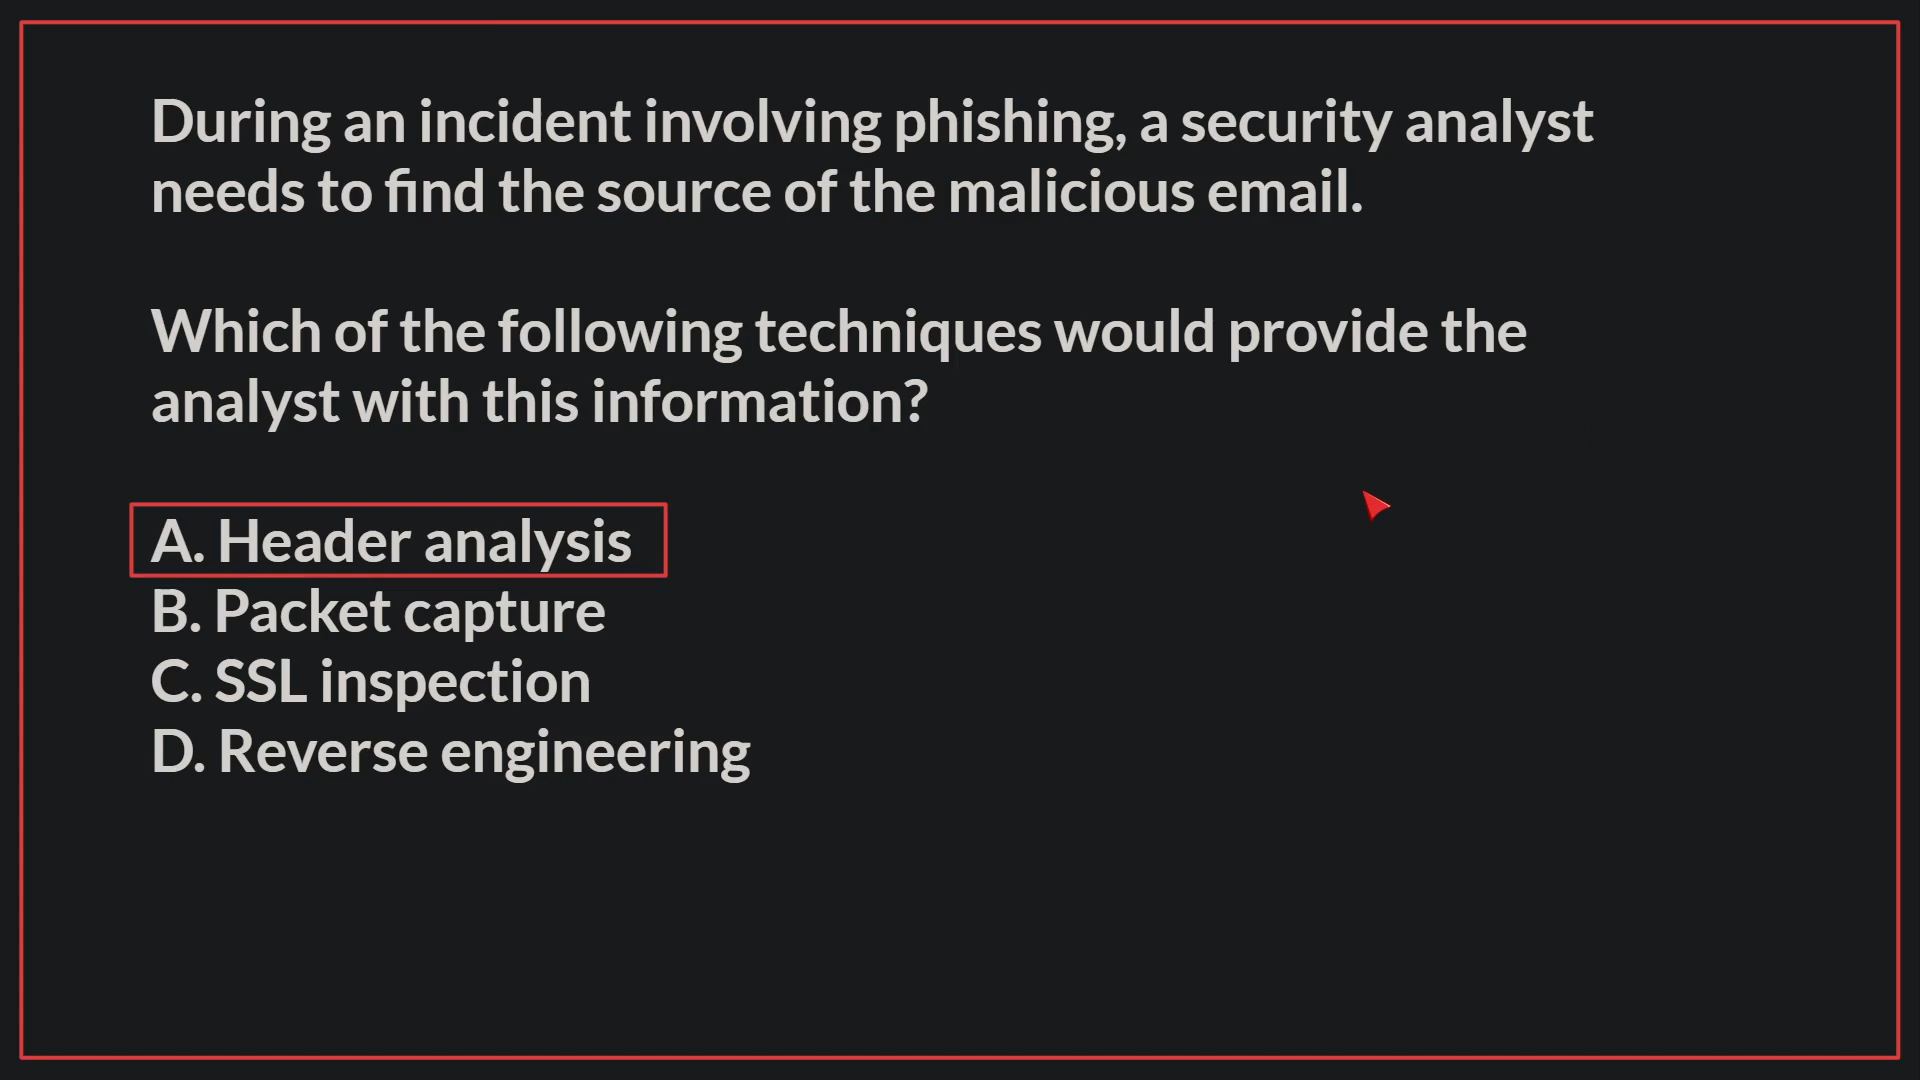 During an incident involving phishing, a security analyst
needs to find the source of the malicious email.
Which of the following techniques would provide the
analyst with this information?
A. Header analysis
B. Packet capture
C. SSL inspection
D. Reverse engineering